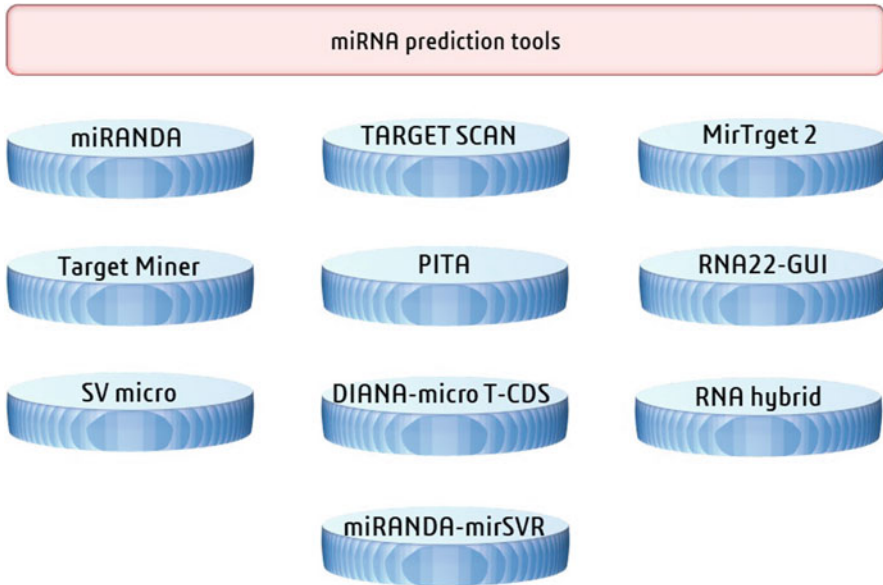 miRNA prediction tools
miRANDA
TARGET SCAN
MirTrget 2
Target Miner
PITA
RNA22-GUI
SV micro
DIANA-micro T-CDS
RNA hybrid
miRANDA-mirSVR